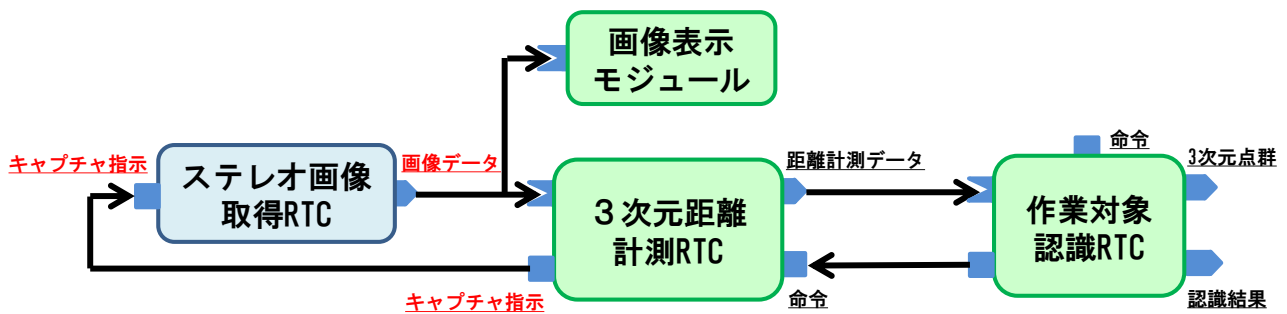 画像表示
モジュール
キャプチャ指示
ステレオ画像
取得RTC
画像データ
3次元距離
計測RTC
キャプチャ指示
距離計測データ
命令
命令
3次元点群
作業対象
認識RTC
認識結果